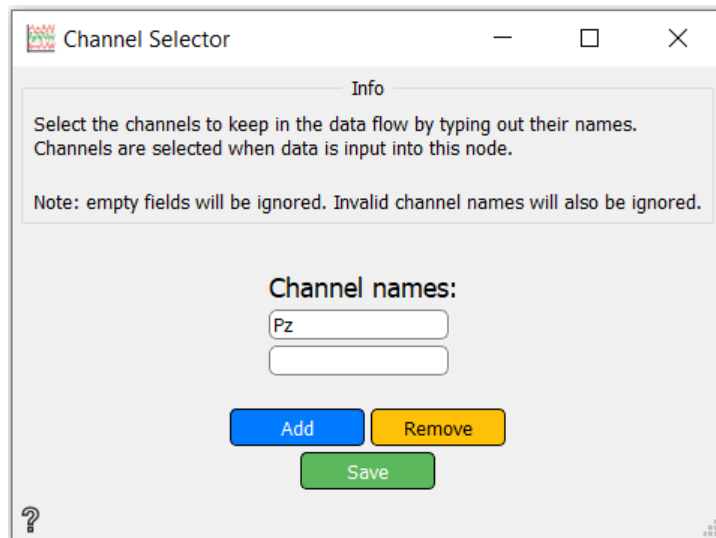 Channel Selector
Info
Select the channels to keep in the data flow by typing out their names.
Channels are selected when data is input into this node.
Note: empty fields will be ignored. Invalid channel names will also be ignored.
Channel names:
Pz
Add Remove
Save
?